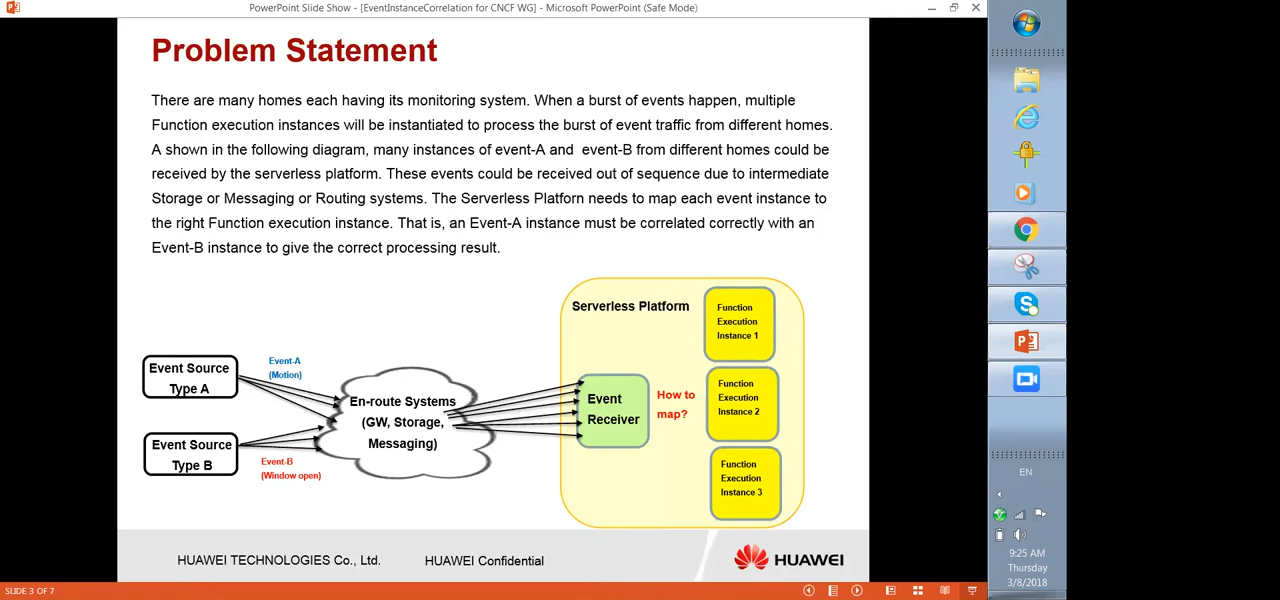 PowerPoint Slide Show - [EventInstanceCorrelation for CNCF WG] - Microsoft PowerPoint (Safe Mode)
Problem Statement
There are many homes each having its monitoring system. When a burst of events happen, multiple
Function execution instances will be instantiated to process the burst of event traffic from different homes.
A shown in the following diagram, many instances of event-A and event-B from different homes could be
received by the serverless platform. These events could be received out of sequence due to intermediate
Storage or Messaging or Routing systems. The Serverless Platforn needs to map each event instance to
the right Function execution instance. That is, an Event-A instance must be correlated correctly with an
Event-B instance to give the correct processing result.
Event Source
Type A
Event-A
(Motion)
Event Source
Type B
Event-B
(Window open)
En-route Systems
(GW, Storage,
Messaging)
Serverless Platform
Event
Receiver
How to
map?
Function
Execution
Instance 1
Function
Execution
Instance 2
Function
Execution
Instance 3
HUAWEI TECHNOLOGIES Co., Ltd.
HUAWEI Confidential
HUAWEI
SLIDE 3 OF 7
EN
9:25 AM
Thursday
3/8/2018